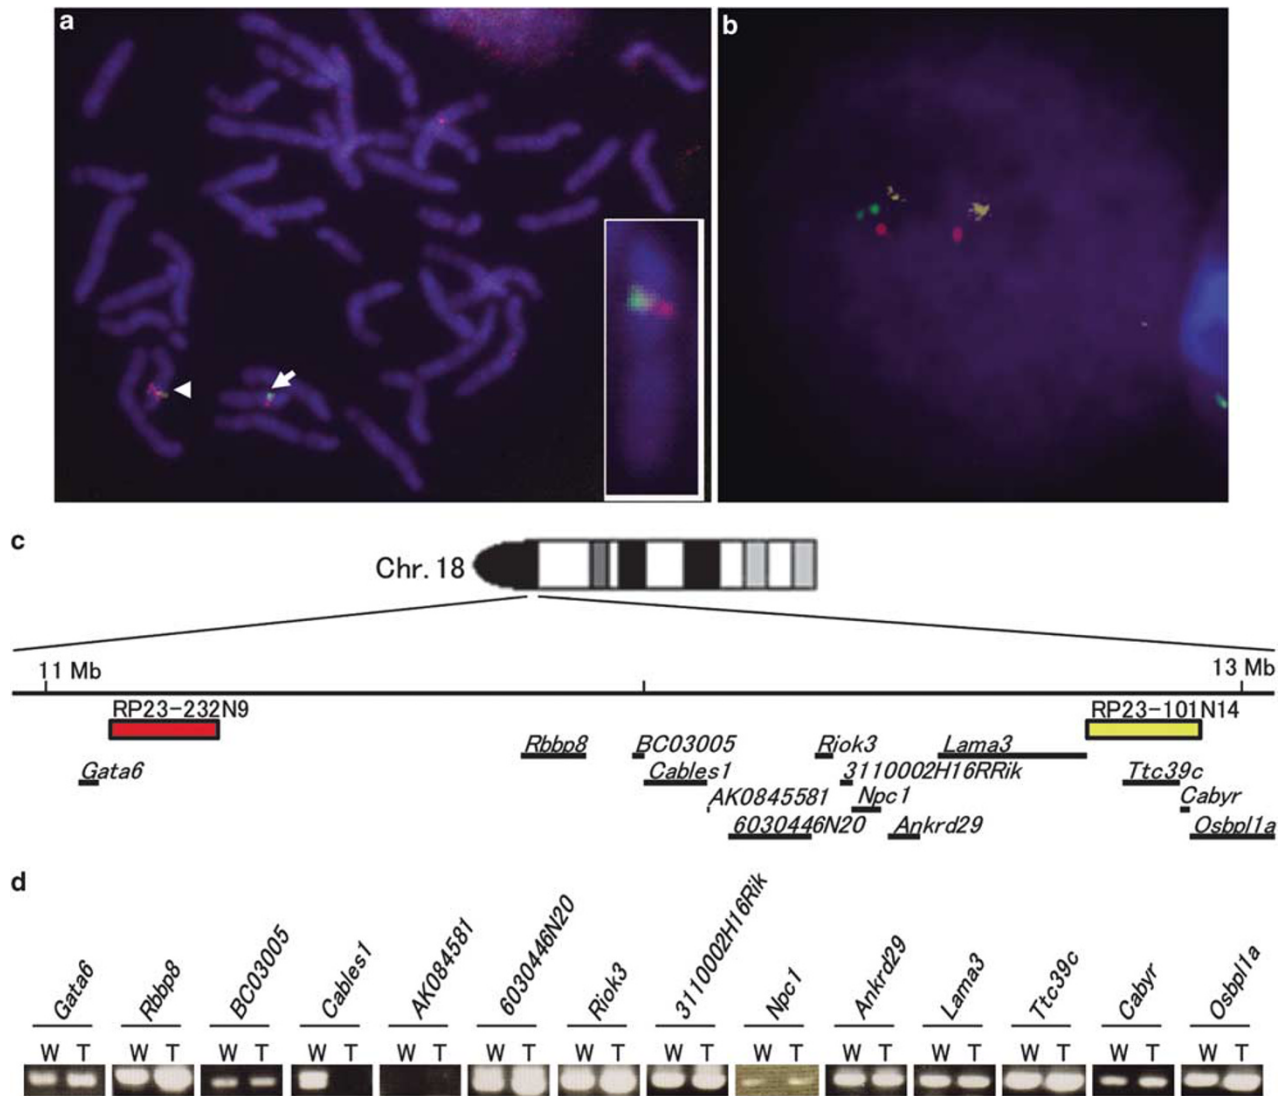 a
b
c
Chr. 18
11 Mb
13 Mb
RP23-232N9
RP23-101N14
Rbbp8
BC03005
Riok3
Lama3
Gata6
Cables1
3110002H16RRik
Ttc39c
AK0845581
Npc1
Cabyr
6030446N20
Ankrd29
Osbpl1a
d
Gata6
Rbbp8
BC03005
Cables1
AK084581
6030446N20
Riok3
3110002H16Rik
Npc1
Ankrd29
Lama3
Ttc39c
Cabyr
Osbpl1a
W T W T W T W T W T W T W T W T W T W T W T W T W T W T